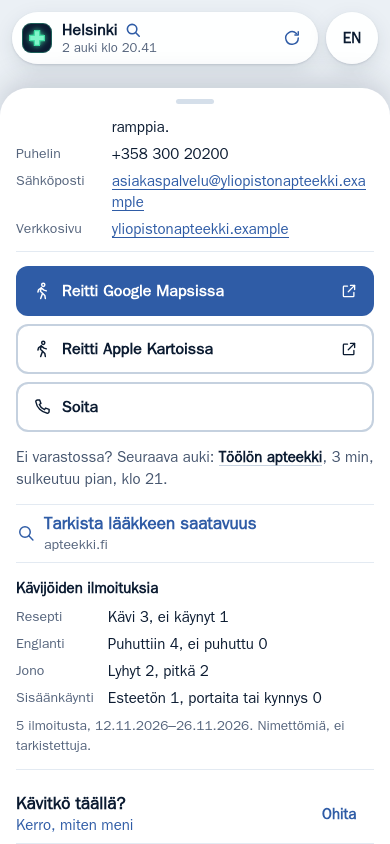 Helsinki
2 auki klo 20.41
EN
ramppia.
Puhelin +358 300 20200
Sähköposti asiakaspalvelu@yliopistonapteekki.exa
mple
Verkkosivu yliopistonapteekki.example
Reitti Google Mapsissa
Reitti Apple Kartoissa
Soita
Ei varastossa? Seuraava auki: Töölön apteekki, 3 min,
sulkeutuu pian, klo 21.
Tarkista lääkkeen saatavuus
apteekki.fi
Kävijöiden ilmoituksia
Resepti Kävi 3, ei käynyt 1
Englanti Puhuttiin 4, ei puhuttu 0
Jono Lyhyt 2, pitkä 2
Sisäänkäynti Esteetön 1, portaita tai kynnys 0
5 ilmoitusta, 12.11.2026–26.11.2026. Nimettömiä, ei
tarkistettuja.
Kävitkö täällä?
Kerro, miten meni
Ohita